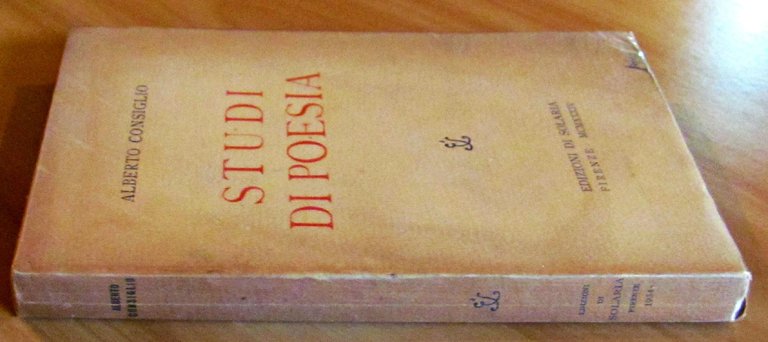 ALBERTO CONSIGLIO
STUDI
DI POESIA
EDIZIONI DI SOLARIA
FIRENZE MCMXXXIV
ALBERTO
CONSIGLIO
EDIZIONI
DI
SOLARIA
FIRENZE
1934